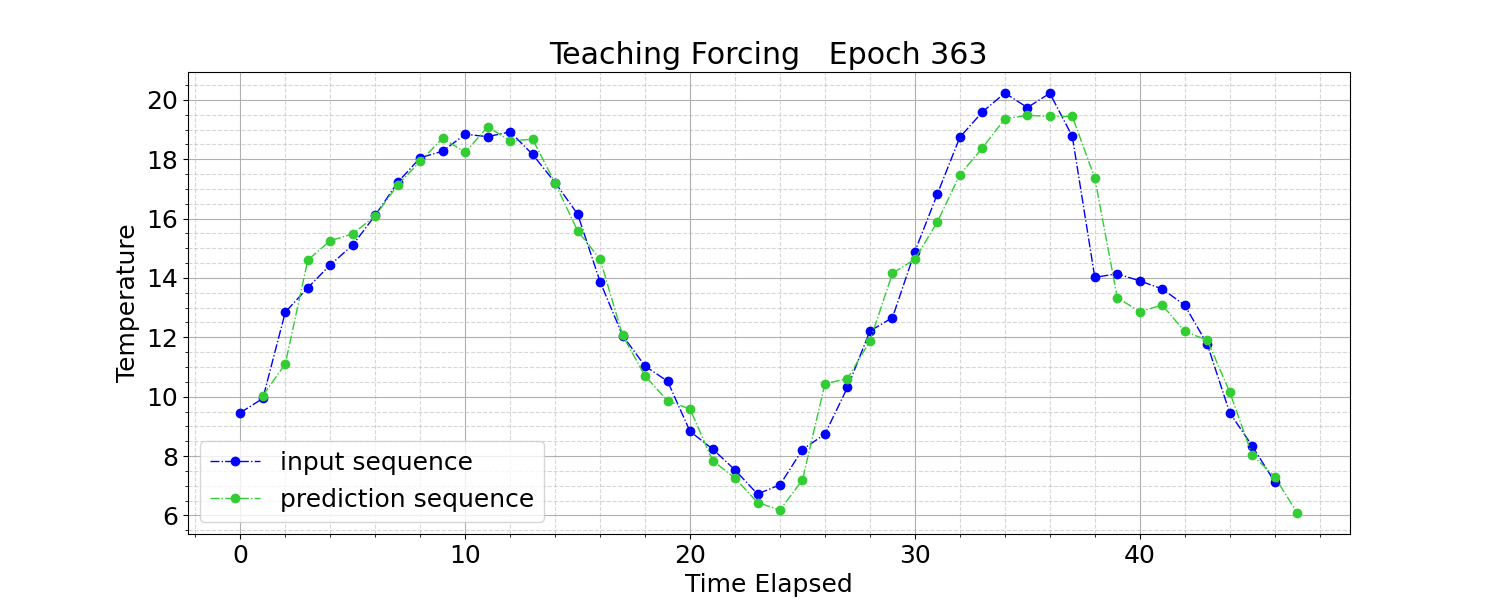 Teaching Forcing   Epoch 363
20
18
16
14
12
10
8
6
Temperature
input sequence
prediction sequence
0 10 20 30 40
Time Elapsed